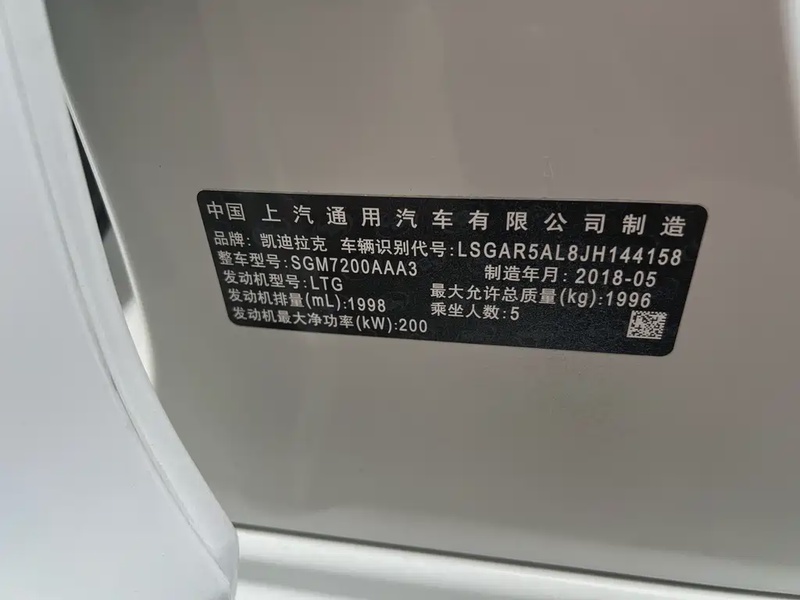 中国 上汽通用汽车有限公司制造
品牌: 凯迪拉克 车辆识别代号:LSGAR5AL8JH144158
整车型号:SGM7200AAA3 制造年月: 2018-05
发动机型号:LTG 最大允许总质量(kg):1996
发动机排量(mL):1998 乘坐人数:5
发动机最大净功率(kW):200